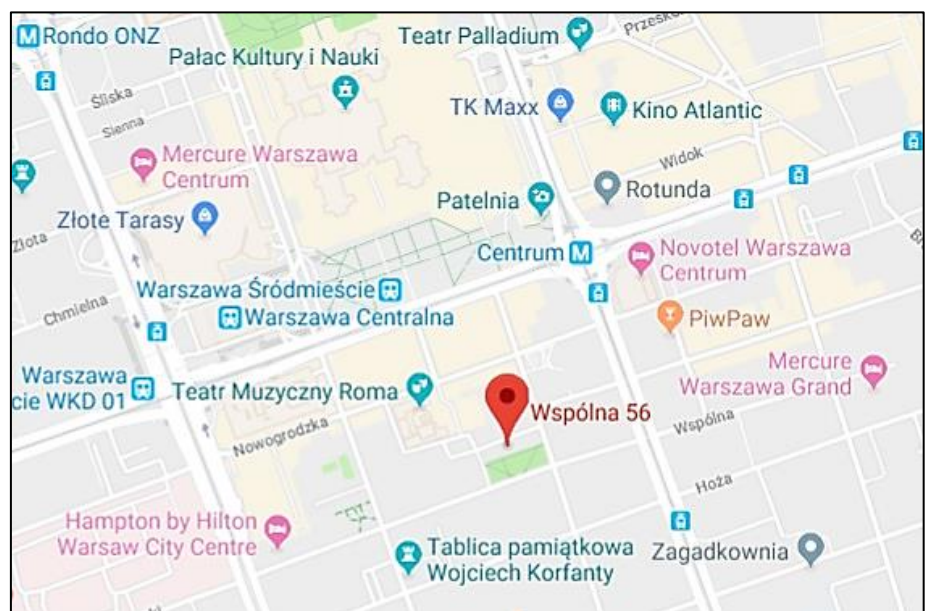 Rondo ONZ
Teatr Palladium
Pałac Kultury i Nauki
Śliska
TK Maxx
Kino Atlantic
Sienna
Mercure Warszawa
Centrum
Widok
Rotunda
Patelnia
Złote Tarasy
Złota
Centrum
Novotel Warszawa
Centrum
Warszawa Śródmieście
Chmielna
Warszawa Centralna
PiwPaw
Warszawa
cie WKD 01
Teatr Muzyczny Roma
Mercure
Warszawa Grand
Wspólna 56
Wspólna
Nowogrodzka
Hoża
Hampton by Hilton
Warsaw City Centre
Tablica pamiątkowa
Wojciech Korfanty
Zagadkownia